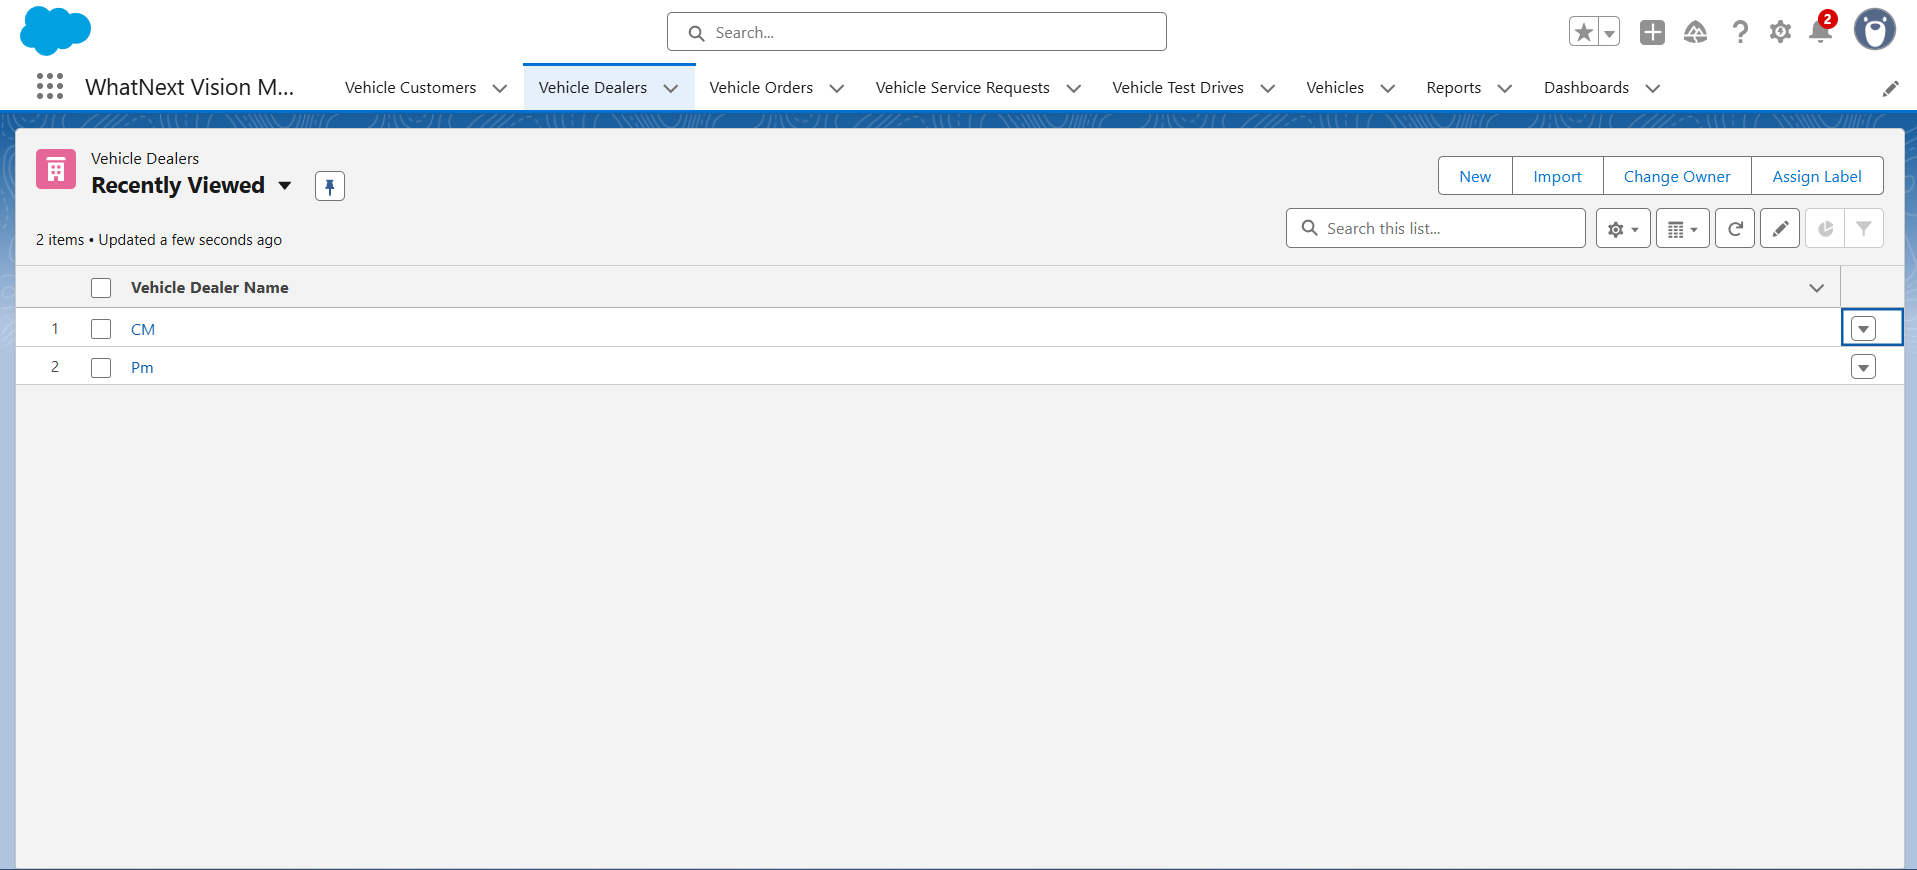 Search...
2
WhatNext Vision M...
Vehicle Customers
Vehicle Dealers
Vehicle Orders
Vehicle Service Requests
Vehicle Test Drives
Vehicles
Reports
Dashboards
Vehicle Dealers
Recently Viewed
New
Import
Change Owner
Assign Label
2 items • Updated a few seconds ago
Search this list...
Vehicle Dealer Name
1 CM
2 Pm